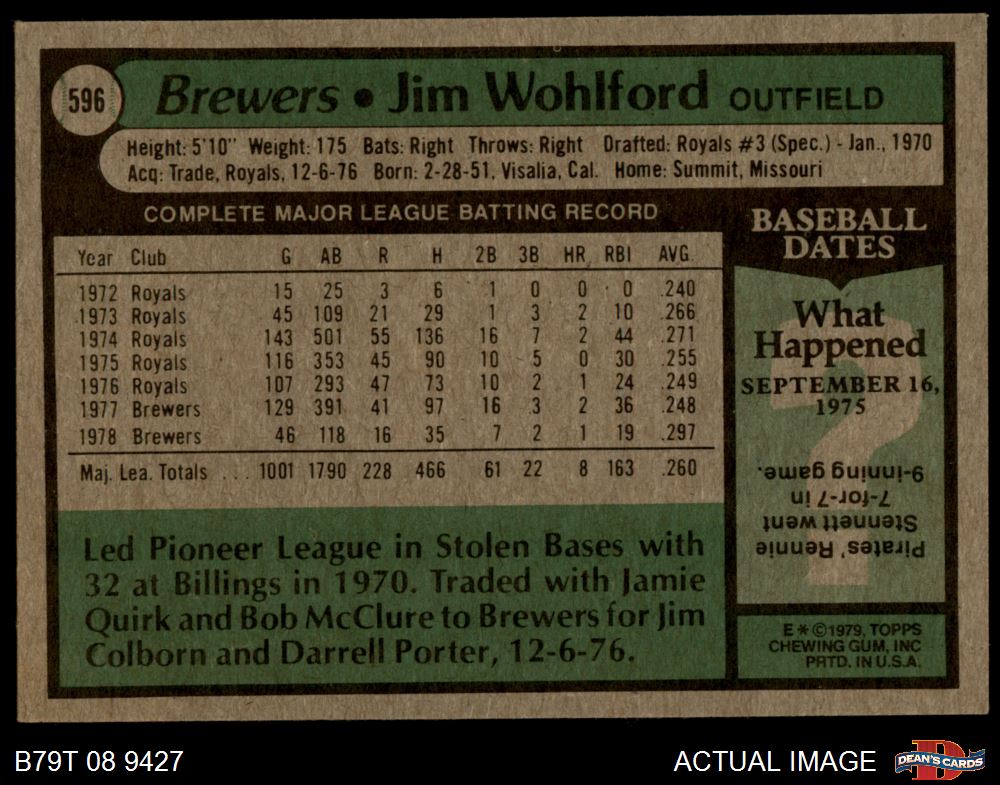 596 Brewers • Jim Wohlford OUTFIELD
Height: 5'10" Weight: 175 Bats: Right Throws: Right Drafted: Royals #3 (Spec.) - Jan., 1970
Acq: Trade, Royals, 12-6-76 Born: 2-28-51, Visalia, Cal. Home: Summit, Missouri
COMPLETE MAJOR LEAGUE BATTING RECORD
Year Club G AB R H 2B 3B HR RBI AVG.
1972 Royals 15 25 3 6 1 0 0 0 .240
1973 Royals 45 109 21 29 1 3 2 10 .266
1974 Royals 143 501 55 136 16 7 2 44 .271
1975 Royals 116 353 45 90 10 5 0 30 .255
1976 Royals 107 293 47 73 10 2 1 24 .249
1977 Brewers 129 391 41 97 16 3 2 36 .248
1978 Brewers 46 118 16 35 7 2 1 19 .297
Maj. Lea. Totals . . . 1001 1790 228 466 61 22 8 163 .260
Led Pioneer League in Stolen Bases with
32 at Billings in 1970. Traded with Jamie
Quirk and Bob McClure to Brewers for Jim
Colborn and Darrell Porter, 12-6-76.
BASEBALL
DATES
What
Happened
SEPTEMBER 16,
1975
Pirates' Rennie
Stennett went
7-for-7 in
9-inning game.
E * © 1979, TOPPS
CHEWING GUM, INC
PRTD. IN U.S.A.
B79T 08 9427
ACTUAL IMAGE
DEAN'S CARDS